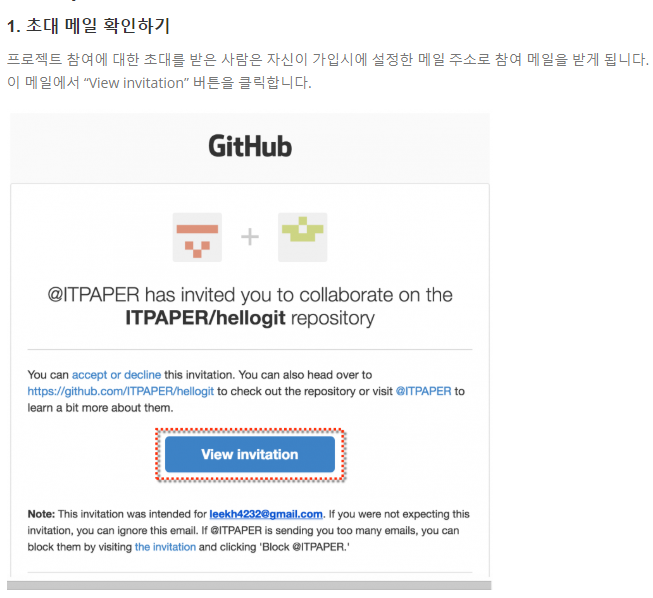 1. 초대 메일 확인하기
프로젝트 참여에 대한 초대를 받은 사람은 자신이 가입시에 설정한 메일 주소로 참여 메일을 받게 됩니다.
이 메일에서 “View invitation” 버튼을 클릭합니다.
GitHub
+
@ITPAPER has invited you to collaborate on the
ITPAPER/hellogit repository
You can accept or decline this invitation. You can also head over to
https://github.com/ITPAPER/hellogit to check out the repository or visit @ITPAPER to
learn a bit more about them.
View invitation
Note: This invitation was intended for leekh4232@gmail.com. If you were not expecting this
invitation, you can ignore this email. If @ITPAPER is sending you too many emails, you can
block them by visiting the invitation and clicking 'Block @ITPAPER.'